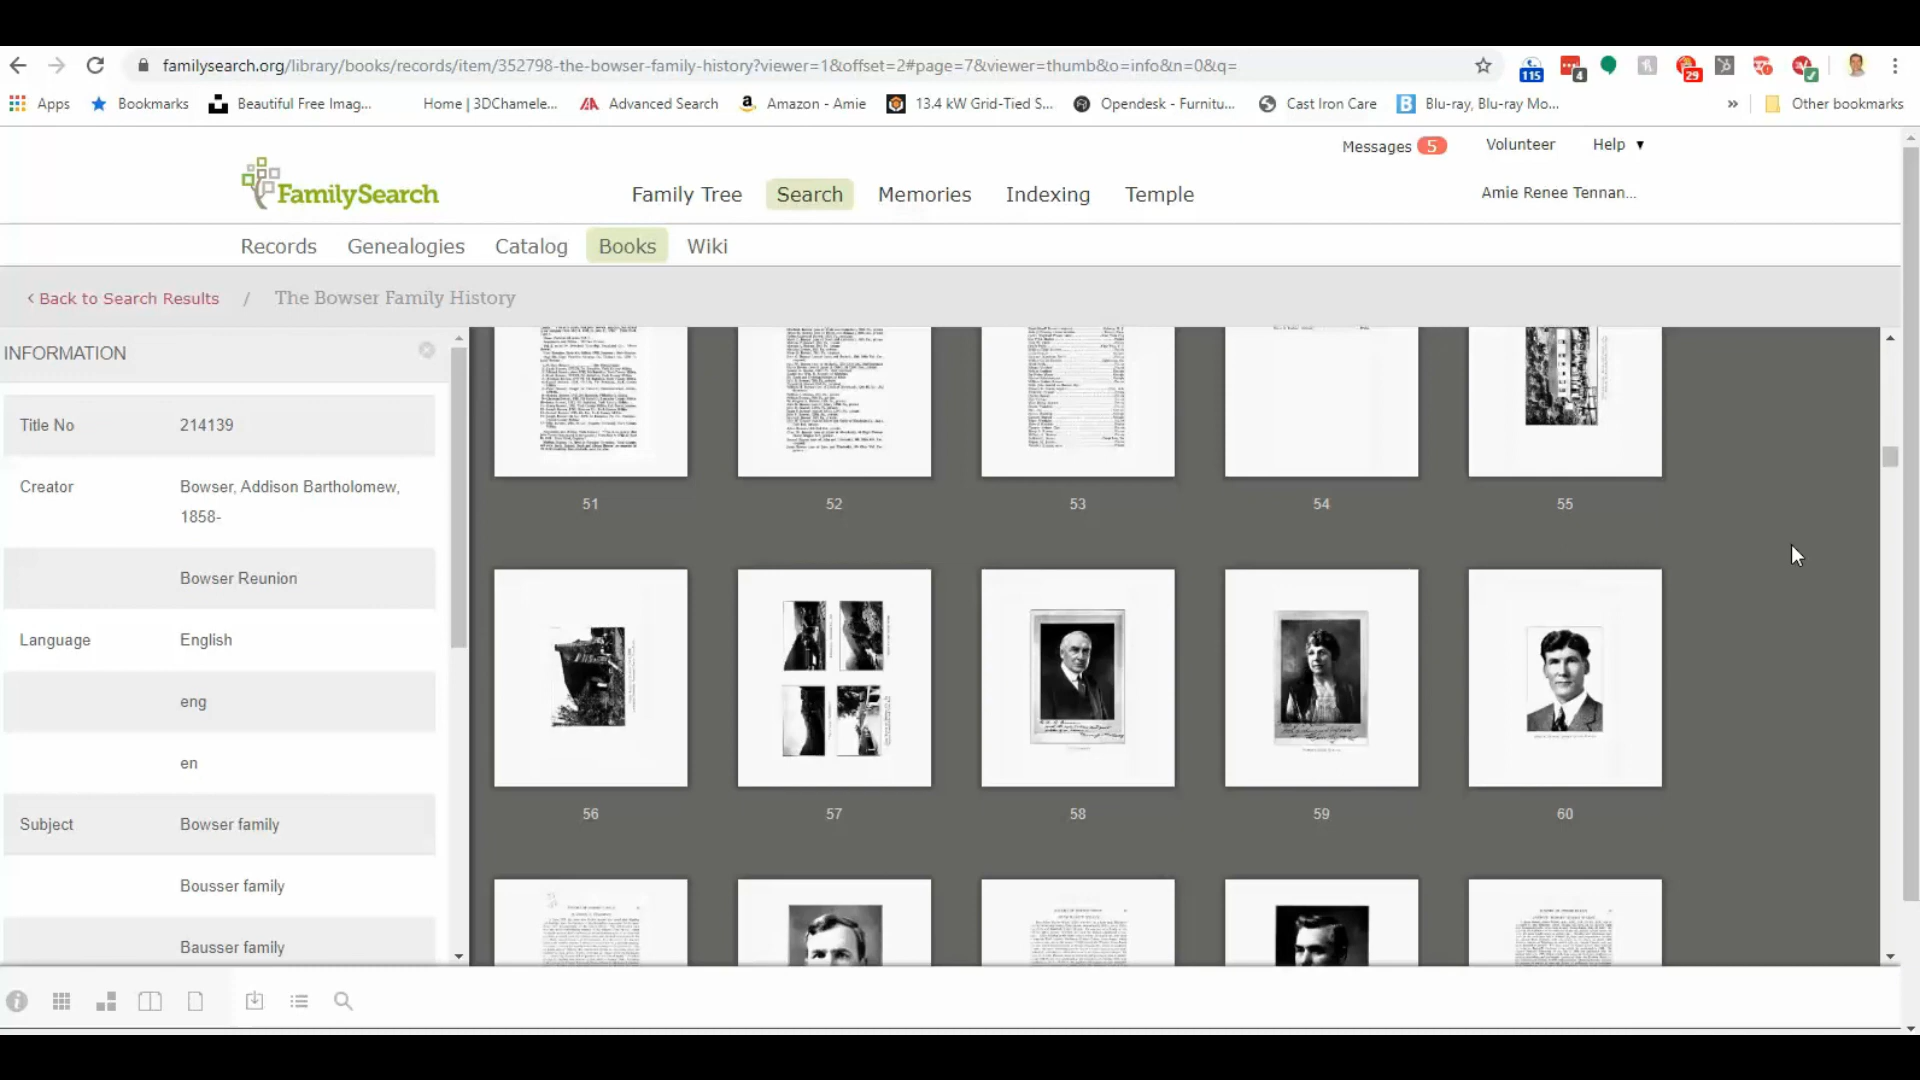 familysearch.org/library/books/records/item/352798-the-bowser-family-history?viewer=1&offset=2#page=7&viewer=thumb&o=info&n=0&q=
115
4
29
Apps
Bookmarks
Beautiful Free Imag...
Home | 3DChamele...
Advanced Search
Amazon - Amie
13.4 kW Grid-Tied S...
Opendesk - Furnitu...
Cast Iron Care
Blu-ray, Blu-ray Mo...
»
Other bookmarks
Messages 5
Volunteer
Help ▼
FamilySearch
Family Tree
Search
Memories
Indexing
Temple
Amie Renee Tennan...
Records
Genealogies
Catalog
Books
Wiki
‹ Back to Search Results / The Bowser Family History
INFORMATION
Title No 214139
Creator Bowser, Addison Bartholomew,
1858-
Bowser Reunion
Language English
eng
en
Subject Bowser family
Bousser family
Bausser family
51
52
53
54
55
56
57
58
59
60